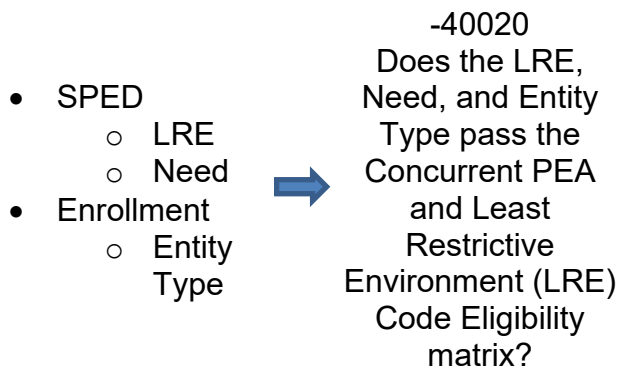 • SPED
o LRE
o Need
• Enrollment
o Entity
Type
-40020
Does the LRE,
Need, and Entity
Type pass the
Concurrent PEA
and Least
Restrictive
Environment (LRE)
Code Eligibility
matrix?